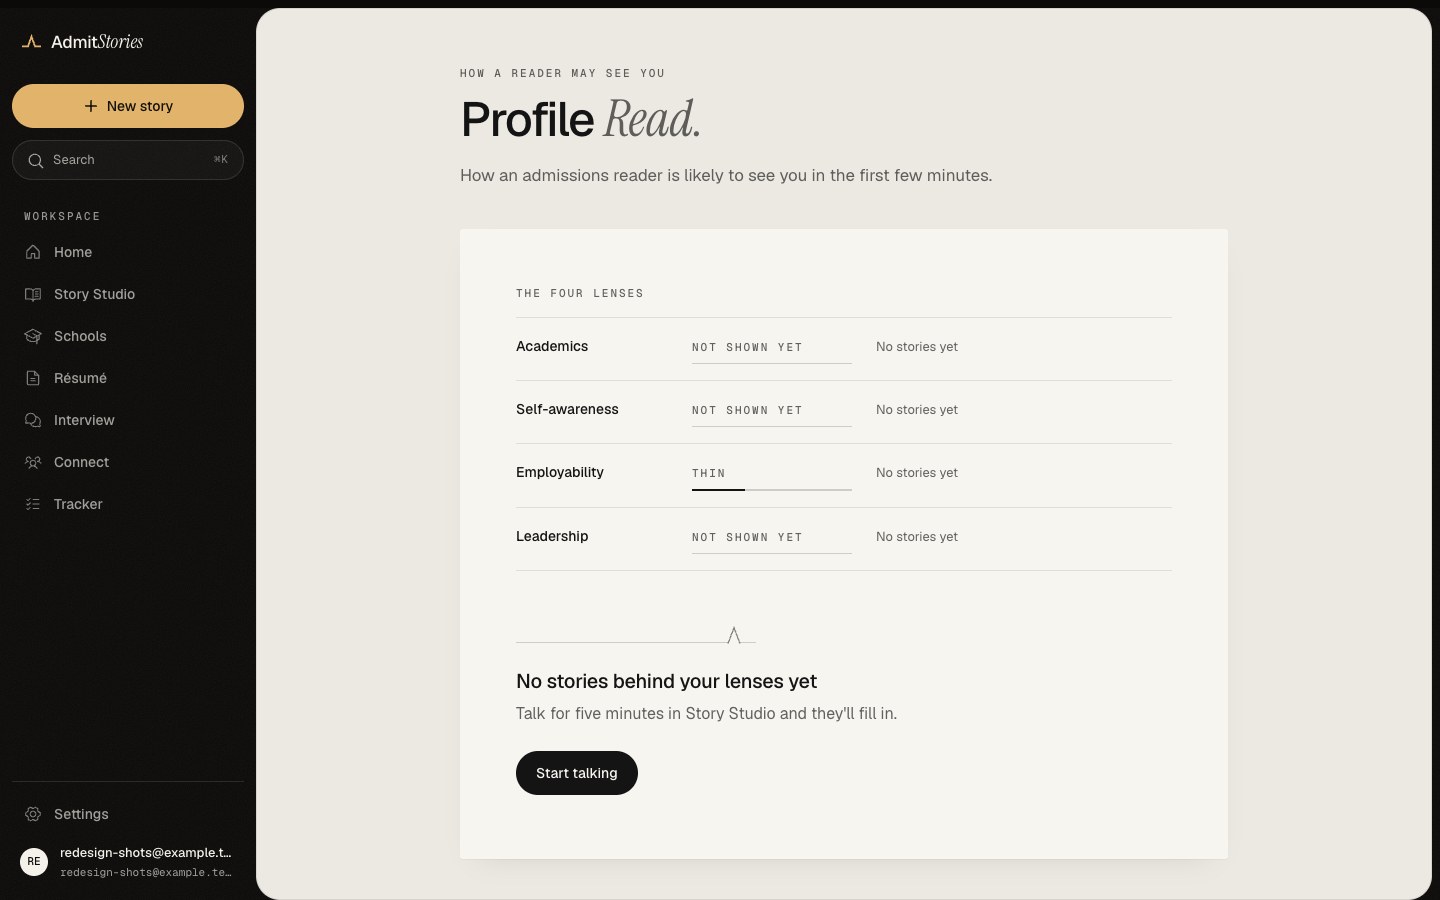 AdmitStories
New story
Search ⌘K
WORKSPACE
Home
Story Studio
Schools
Résumé
Interview
Connect
Tracker
Settings
RE
redesign-shots@example.t…
redesign-shots@example.te…
HOW A READER MAY SEE YOU
Profile Read.
How an admissions reader is likely to see you in the first few minutes.
THE FOUR LENSES
Academics NOT SHOWN YET No stories yet
Self-awareness NOT SHOWN YET No stories yet
Employability THIN No stories yet
Leadership NOT SHOWN YET No stories yet
No stories behind your lenses yet
Talk for five minutes in Story Studio and they'll fill in.
Start talking